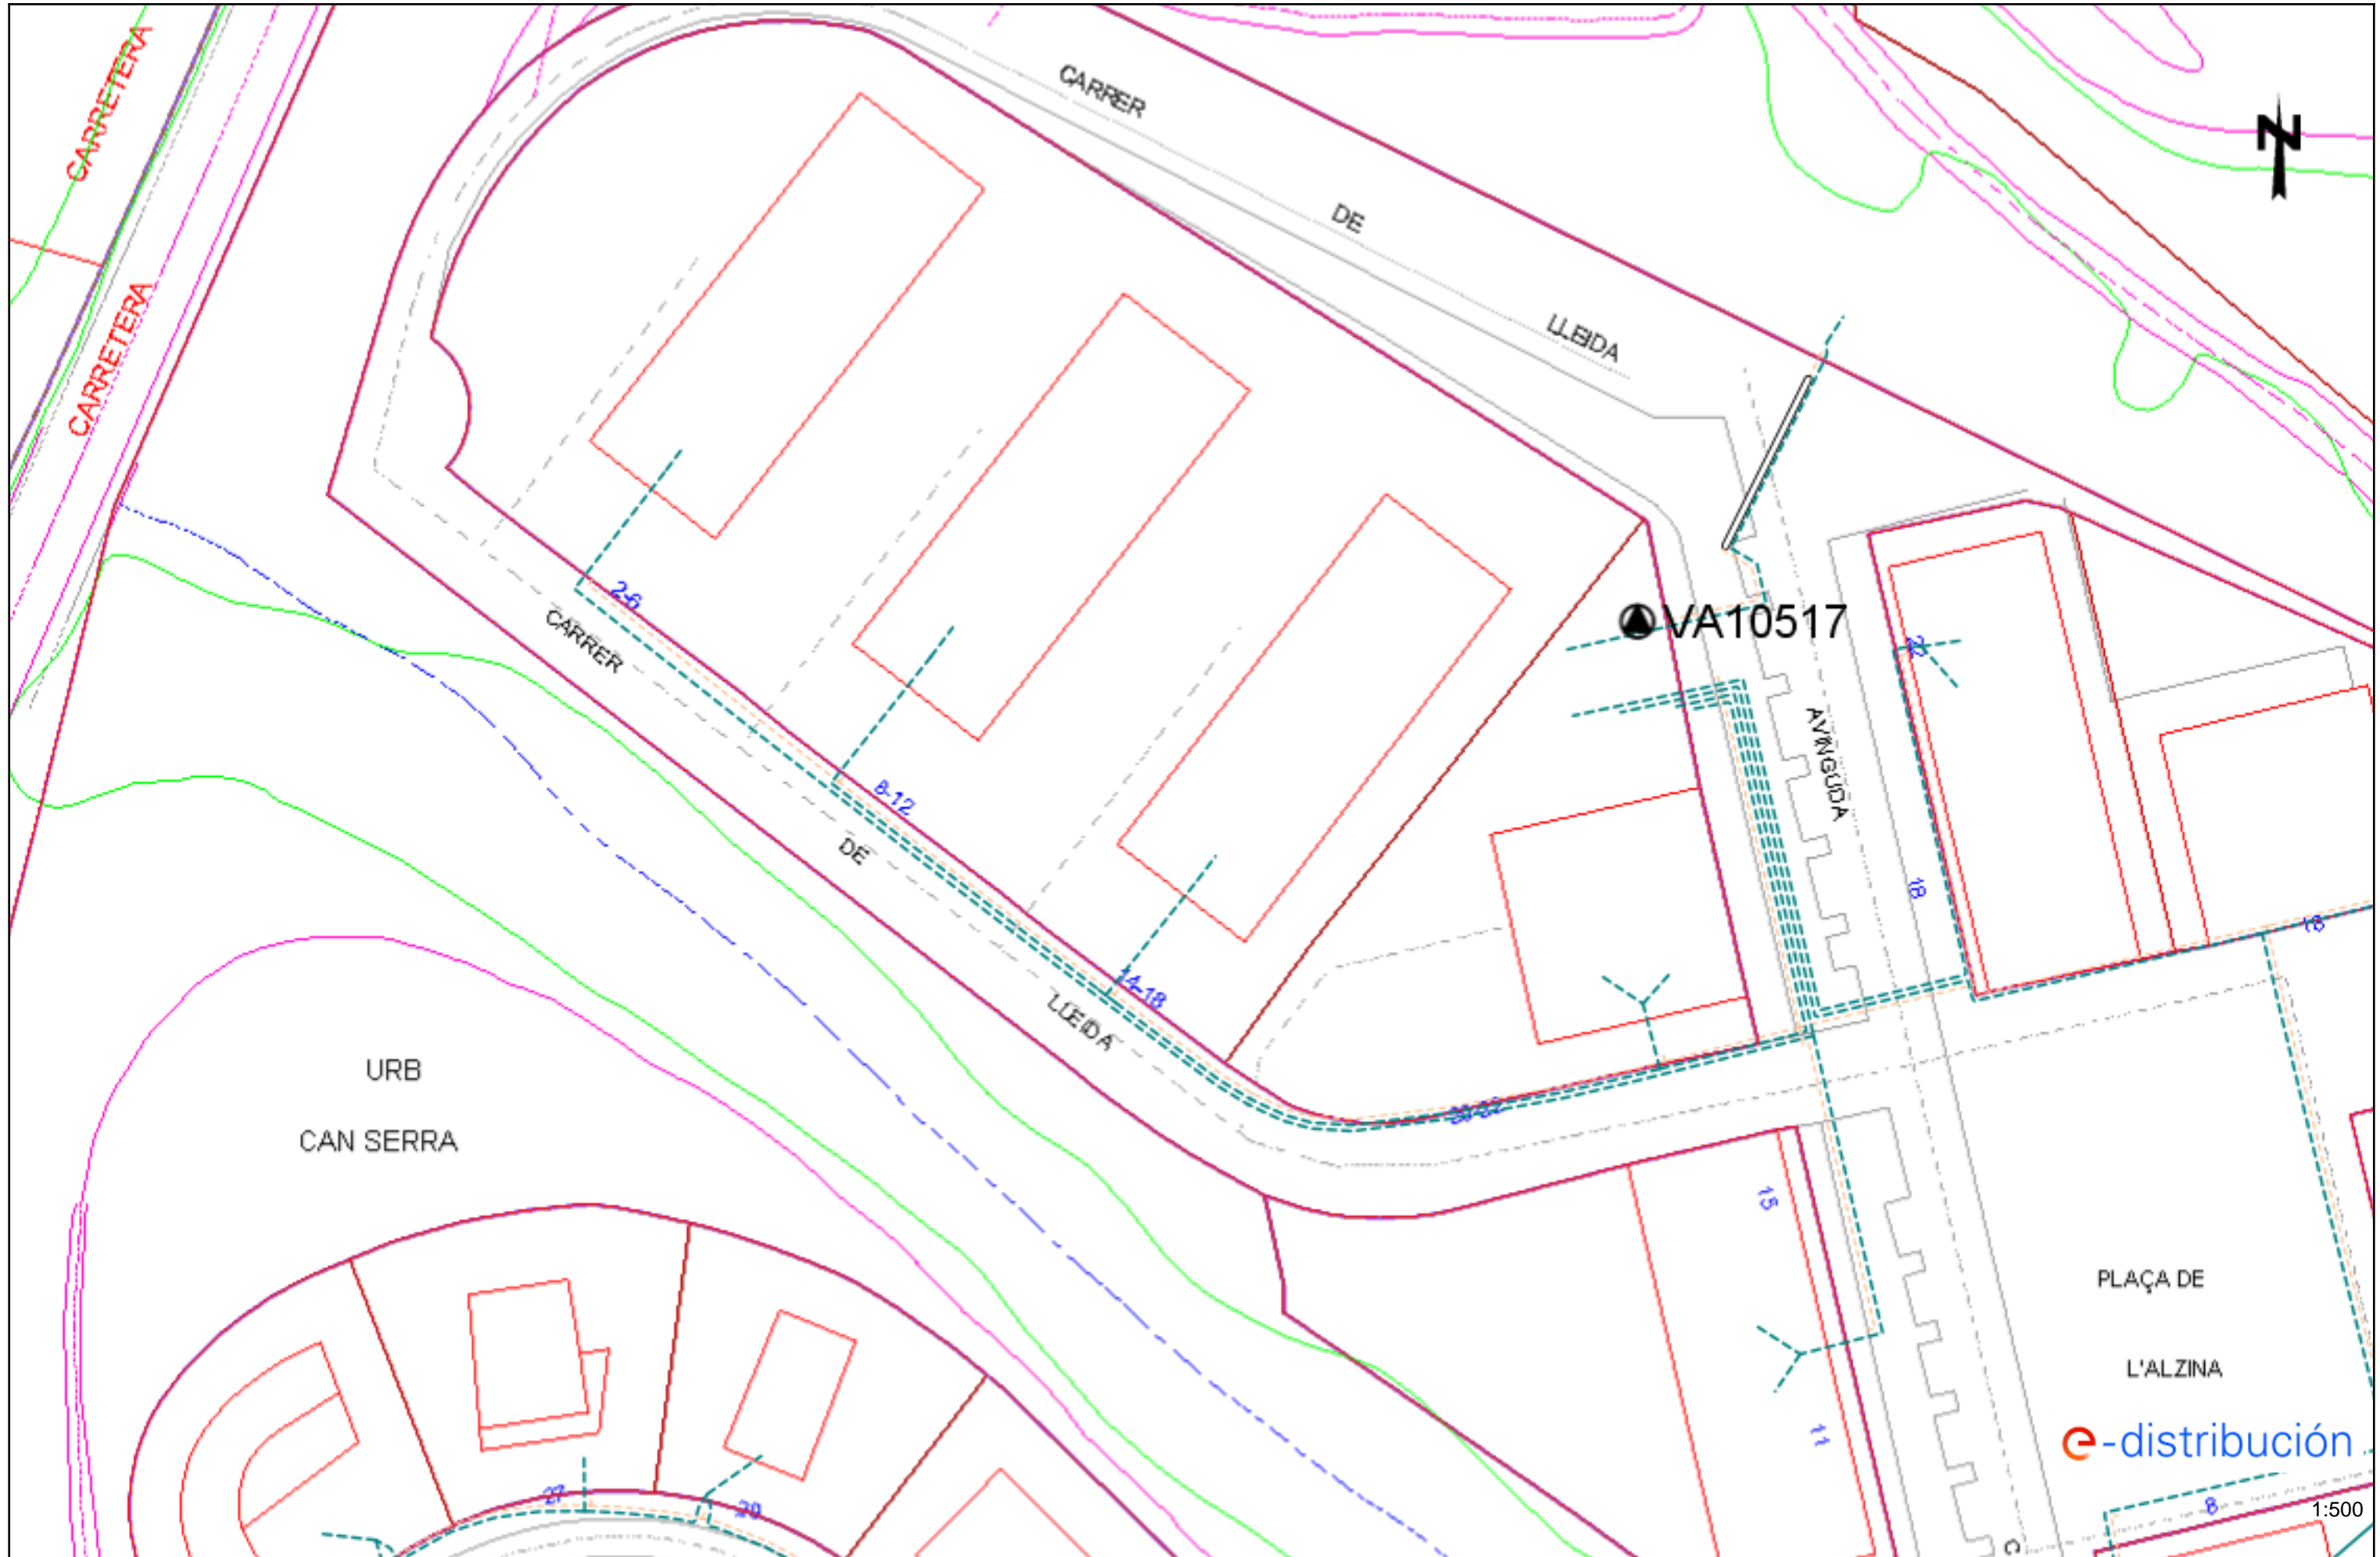 CARRETERA
CARRETERA
CARRER
DE
LLEIDA
N
VA10517
2-6
CARRER
8-12
DE
14-18
LLEIDA
AVINGUDA
22
18
16
URB
CAN SERRA
15
11
PLAÇA DE
L'ALZINA
e-distribución
27
29
8
1:500
C